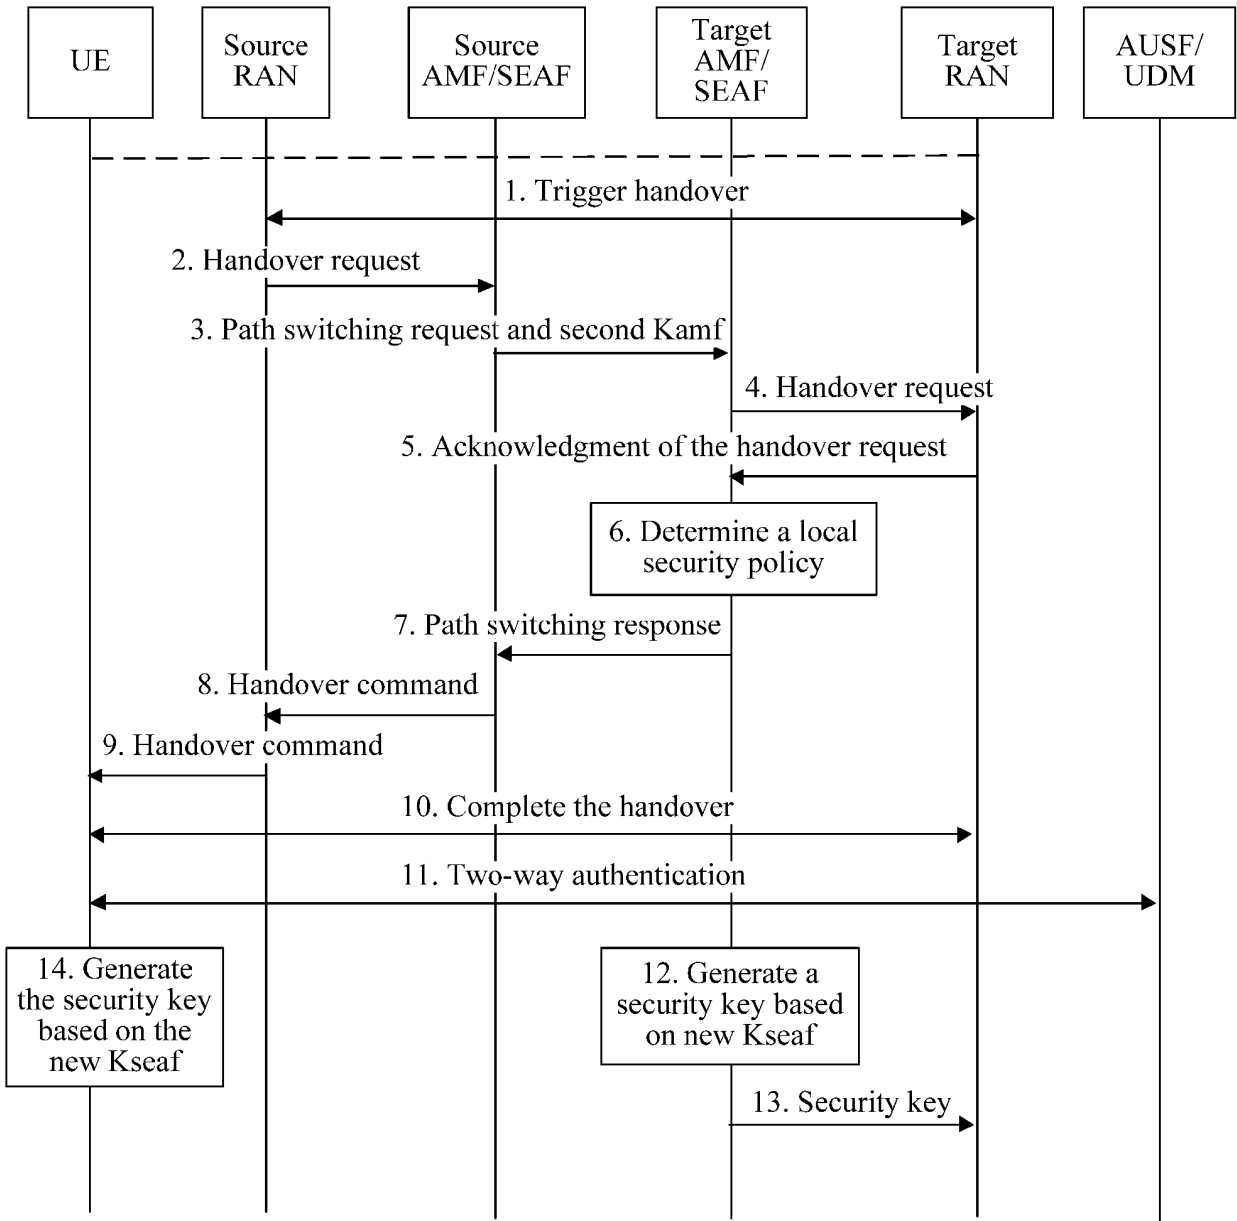 UE
Source
RAN
Source
AMF/SEAF
Target
AMF/
SEAF
Target
RAN
AUSF/
UDM
1. Trigger handover
2. Handover request
3. Path switching request and second Kamf
4. Handover request
5. Acknowledgment of the handover request
6. Determine a local
security policy
7. Path switching response
8. Handover command
9. Handover command
10. Complete the handover
11. Two-way authentication
14. Generate
the security key
based on the
new Kseaf
12. Generate a
security key based
on new Kseaf
13. Security key